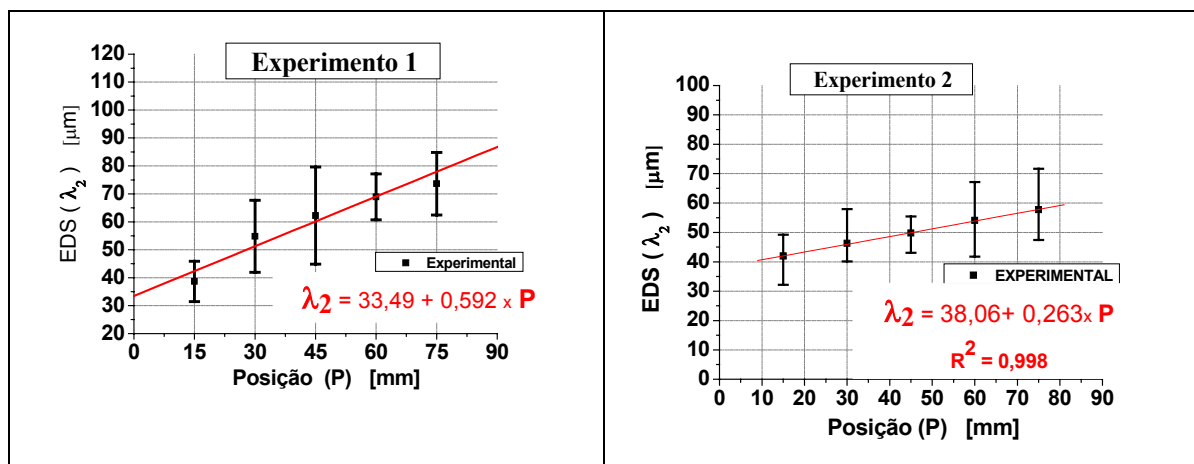 Experimento 1
EDS ( λ2 ) [μm]
120
110
100
90
80
70
60
50
40
30
20
Experimental
λ2 = 33,49 + 0,592 x P
0 15 30 45 60 75 90
Posição (P) [mm]
Experimento 2
EDS ( λ2 ) [μm]
100
90
80
70
60
50
40
30
20
10
0
EXPERIMENTAL
λ2 = 38,06+ 0,263x P
R2 = 0,998
0 10 20 30 40 50 60 70 80 90
Posição (P) [mm]